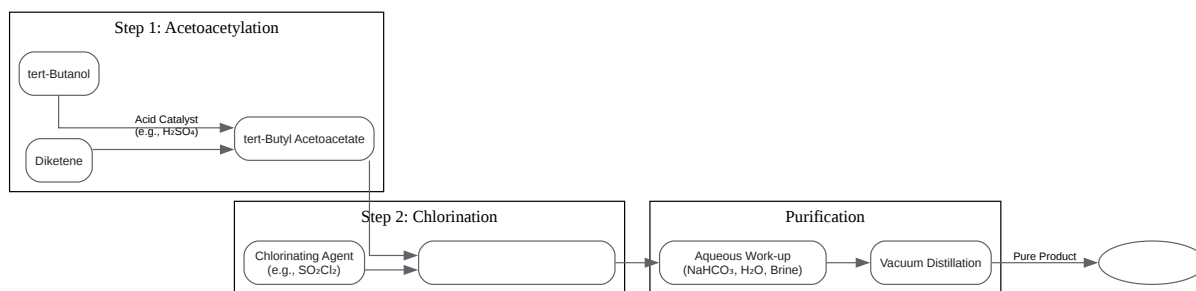 Step 1: Acetoacetylation
tert-Butanol
Acid Catalyst
(e.g., H₂SO₄)
tert-Butyl Acetoacetate
Diketene
Step 2: Chlorination
Chlorinating Agent
(e.g., SO₂Cl₂)
Purification
Aqueous Work-up
(NaHCO₃, H₂O, Brine)
Vacuum Distillation
Pure Product